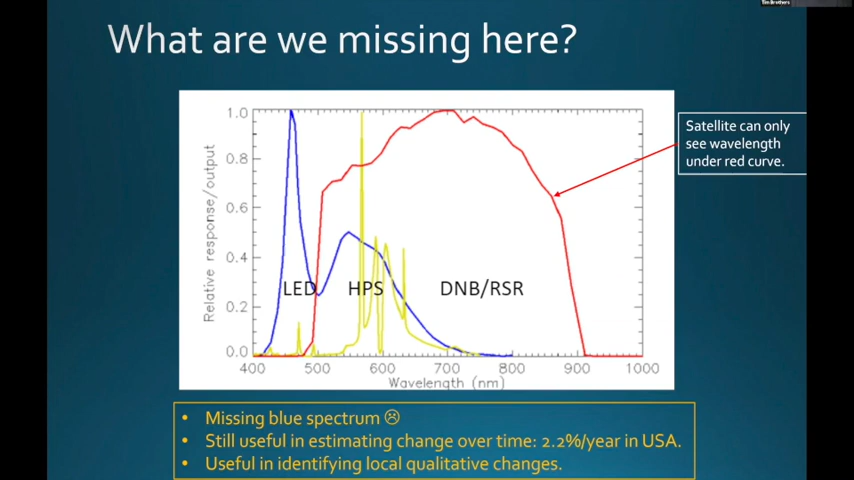 Tim Brothers
What are we missing here?
Satellite can only
see wavelength
under red curve.
1.0
0.8
0.6
0.4
0.2
0.0
Relative response/output
LED
HPS
DNB/RSR
400 500 600 700 800 900 1000
Wavelength (nm)
• Missing blue spectrum ☹
• Still useful in estimating change over time: 2.2%/year in USA.
• Useful in identifying local qualitative changes.